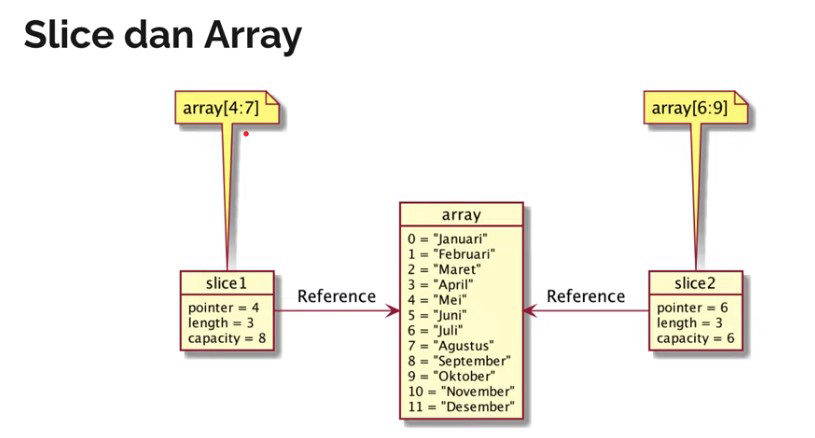 Slice dan Array
array[4:7]
array[6:9]
array
0 = "Januari"
1 = "Februari"
2 = "Maret"
3 = "April"
4 = "Mei"
5 = "Juni"
6 = "Juli"
7 = "Agustus"
8 = "September"
9 = "Oktober"
10 = "November"
11 = "Desember"
slice1
pointer = 4
length = 3
capacity = 8
Reference
Reference
slice2
pointer = 6
length = 3
capacity = 6